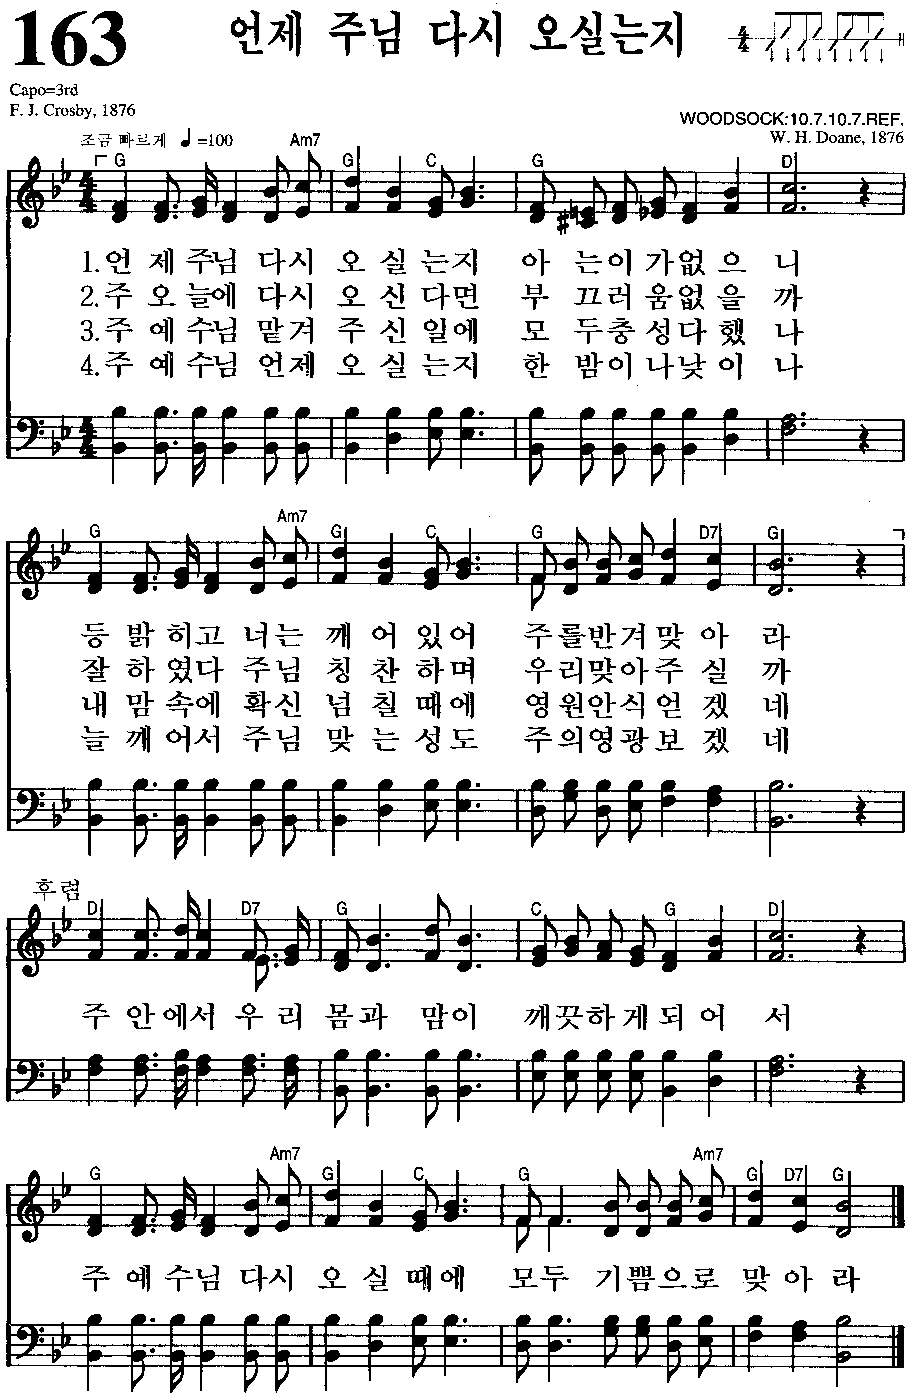 163 언제 주님 다시 오실는지
Capo=3rd
F. J. Crosby, 1876
WOODSOCK:10.7.10.7.REF.
W. H. Doane, 1876
조금 빠르게 ♩=100
G Am7 G C G D
4/4
1.언제 주님 다시 오실는지 아는이가없으니
2.주 오늘에 다시 오신다면 부끄러움없을까
3.주 예수님 맡겨 주신일에 모두충성다했나
4.주 예수님 언제 오실는지 한밤이나낮이나
G Am7 G C G D7 G
등 밝히고 너는 깨어있어 주를반겨맞아라
잘 하였다 주님 칭찬하며 우리맞아주실까
내 맘속에 확신 넘칠때에 영원안식얻겠네
늘 깨어서 주님 맞는성도 주의영광보겠네
후렴
D D7 G C G D
주 안에서 우리 몸과 맘이 깨끗하게되어서
G Am7 G C G Am7 G D7 G
주 예수님 다시 오실때에 모두 기쁨으로 맞아라